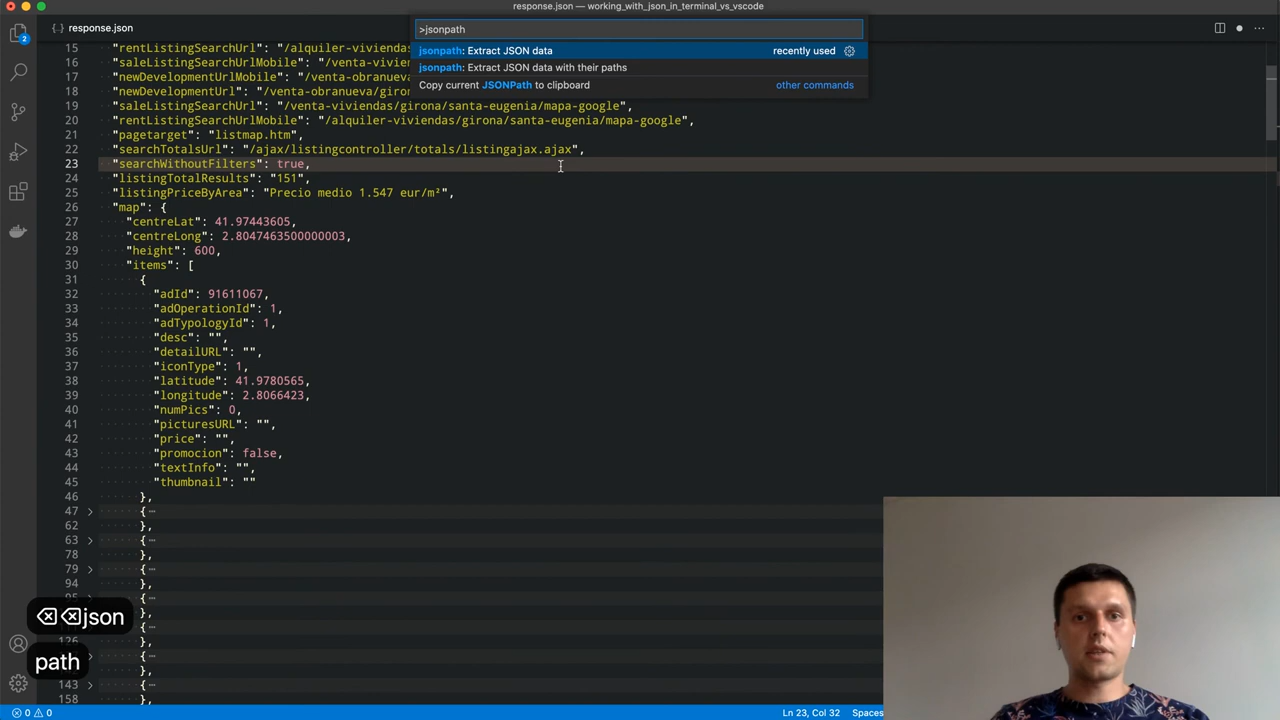 response.json — working_with_json_in_terminal_vs_vscode
{} response.json
>jsonpath
jsonpath: Extract JSON data recently used
jsonpath: Extract JSON data with their paths
Copy current JSONPath to clipboard other commands
2
15 "rentListingSearchUrl": "/alquiler-viviendas
16 "saleListingSearchUrlMobile": "/venta-vivie
17 "newDevelopmentUrlMobile": "/venta-obranuev
18 "newDevelopmentUrl": "/venta-obranueva/giro
19 "saleListingSearchUrl": "/venta-viviendas/girona/santa-eugenia/mapa-google",
20 "rentListingSearchUrlMobile": "/alquiler-viviendas/girona/santa-eugenia/mapa-google",
21 "pagetarget": "listmap.htm",
22 "searchTotalsUrl": "/ajax/listingcontroller/totals/listingajax.ajax",
23 "searchWithoutFilters": true,
24 "listingTotalResults": "151",
25 "listingPriceByArea": "Precio medio 1.547 eur/m²",
26 "map": {
27 "centreLat": 41.97443605,
28 "centreLong": 2.8047463500000003,
29 "height": 600,
30 "items": [
31 {
32 "adId": 91611067,
33 "adOperationId": 1,
34 "adTypologyId": 1,
35 "desc": "",
36 "detailURL": "",
37 "iconType": 1,
38 "latitude": 41.9780565,
39 "longitude": 2.8066423,
40 "numPics": 0,
41 "picturesURL": "",
42 "price": "",
43 "promocion": false,
44 "textInfo": "",
45 "thumbnail": ""
46 },
47 > {⋯
62 },
63 > {⋯
78 },
79 > {⋯
94 },
{⋯
},
{⋯
126 },
{⋯
},
143 > {⋯
158 },
⌫⌫json
path
0 0
Ln 23, Col 32 Spaces